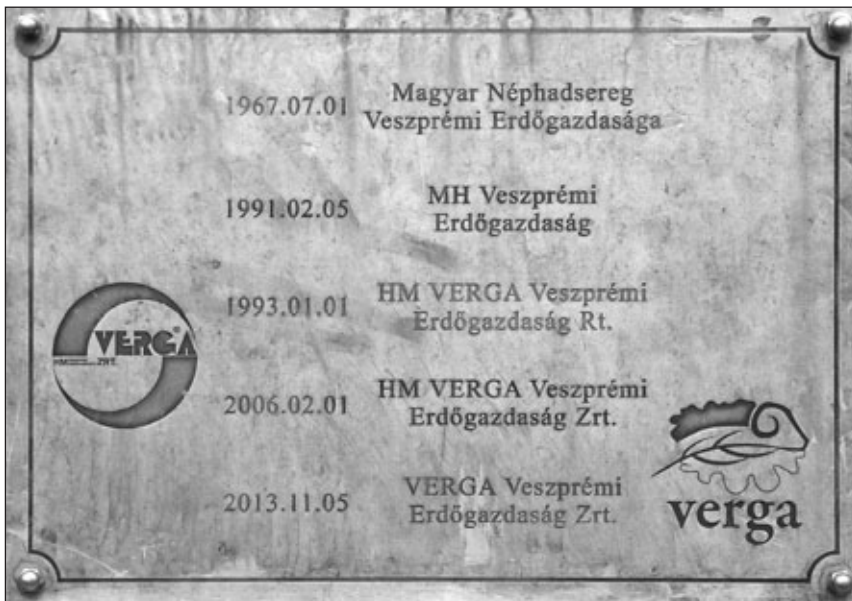 1967.07.01 Magyar Néphadsereg
Veszprémi Erdőgazdasága
1991.02.05 MH Veszprémi
Erdőgazdaság
1993.01.01 HM VERGA Veszprémi
Erdőgazdaság Rt.
VERGA®
HM ZRT.
2006.02.01 HM VERGA Veszprémi
Erdőgazdaság Zrt.
2013.11.05 VERGA Veszprémi
Erdőgazdaság Zrt.
verga